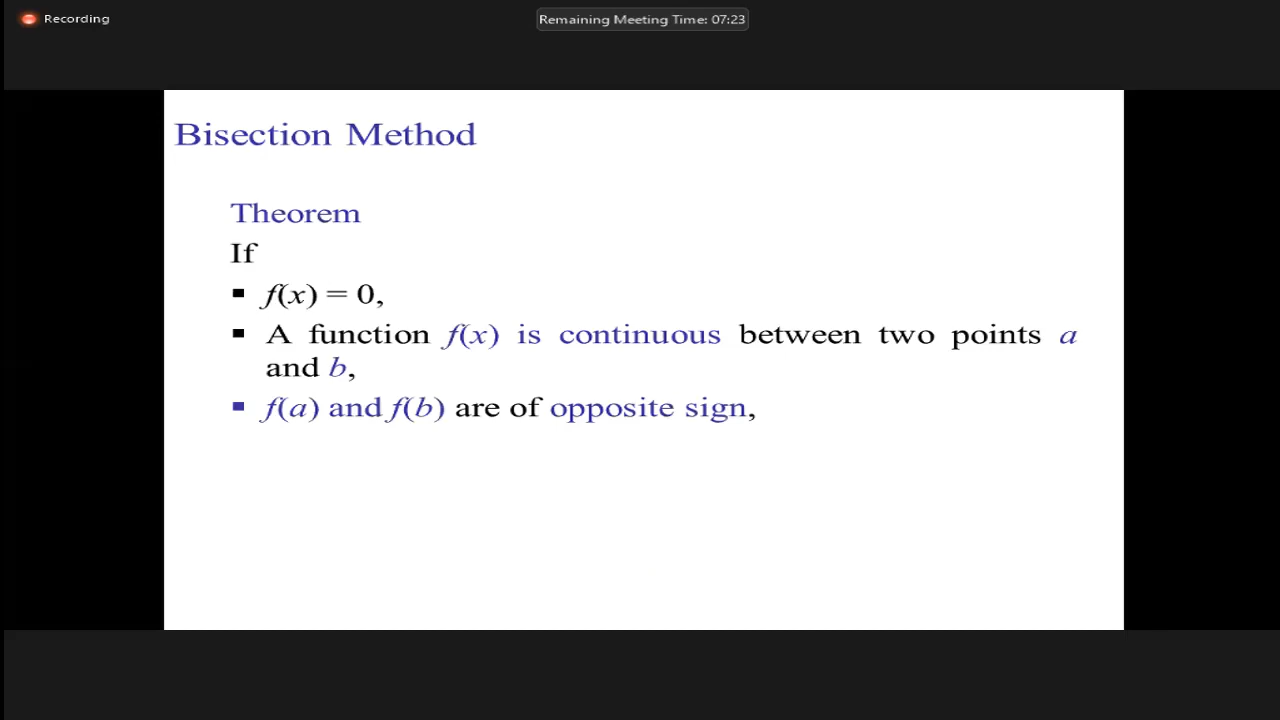 Recording
Remaining Meeting Time: 07:23
Bisection Method
Theorem
If
▪ f(x) = 0,
▪ A function f(x) is continuous between two points a
and b,
▪ f(a) and f(b) are of opposite sign,